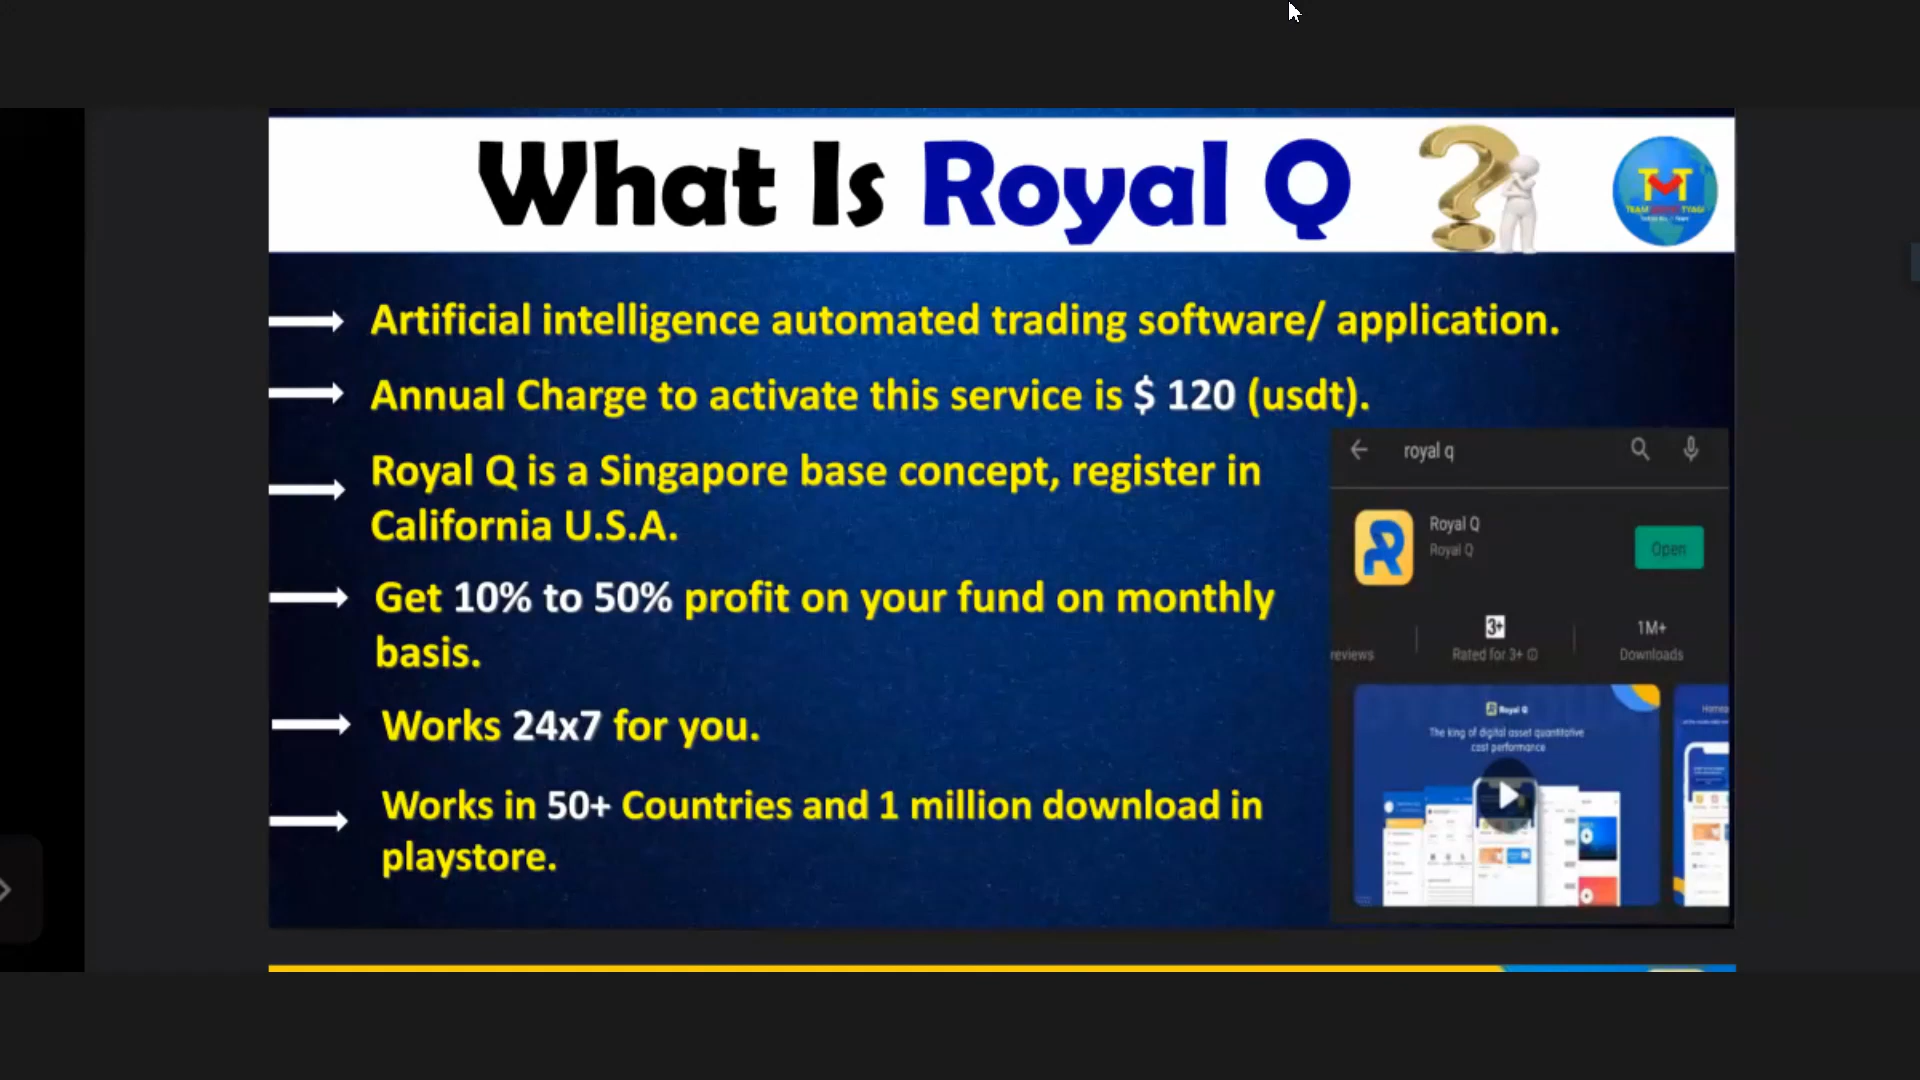 What Is Royal Q
TMT
Artificial intelligence automated trading software/ application.
Annual Charge to activate this service is $ 120 (usdt).
Royal Q is a Singapore base concept, register in
California U.S.A.
Get 10% to 50% profit on your fund on monthly
basis.
Works 24x7 for you.
Works in 50+ Countries and 1 million download in
playstore.
royal q
Royal Q
Royal Q
Open
3+
1M+
reviews
Rated for 3+
Downloads
Royal Q
The king of digital asset quantitative
cost performance